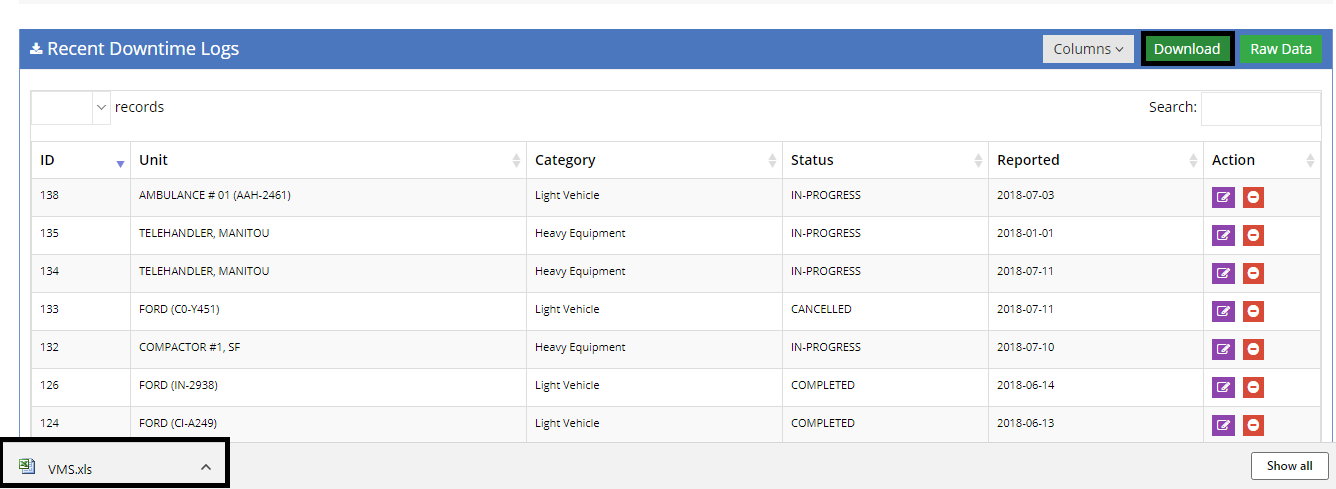 Recent Downtime Logs Columns Download Raw Data
records Search:
ID Unit Category Status Reported Action
138 AMBULANCE # 01 (AAH-2461) Light Vehicle IN-PROGRESS 2018-07-03
135 TELEHANDLER, MANITOU Heavy Equipment IN-PROGRESS 2018-01-01
134 TELEHANDLER, MANITOU Heavy Equipment IN-PROGRESS 2018-07-11
133 FORD (C0-Y451) Light Vehicle CANCELLED 2018-07-11
132 COMPACTOR #1, SF Heavy Equipment IN-PROGRESS 2018-07-10
126 FORD (IN-2938) Light Vehicle COMPLETED 2018-06-14
124 FORD (CI-A249) Light Vehicle COMPLETED 2018-06-13
VMS.xls Show all